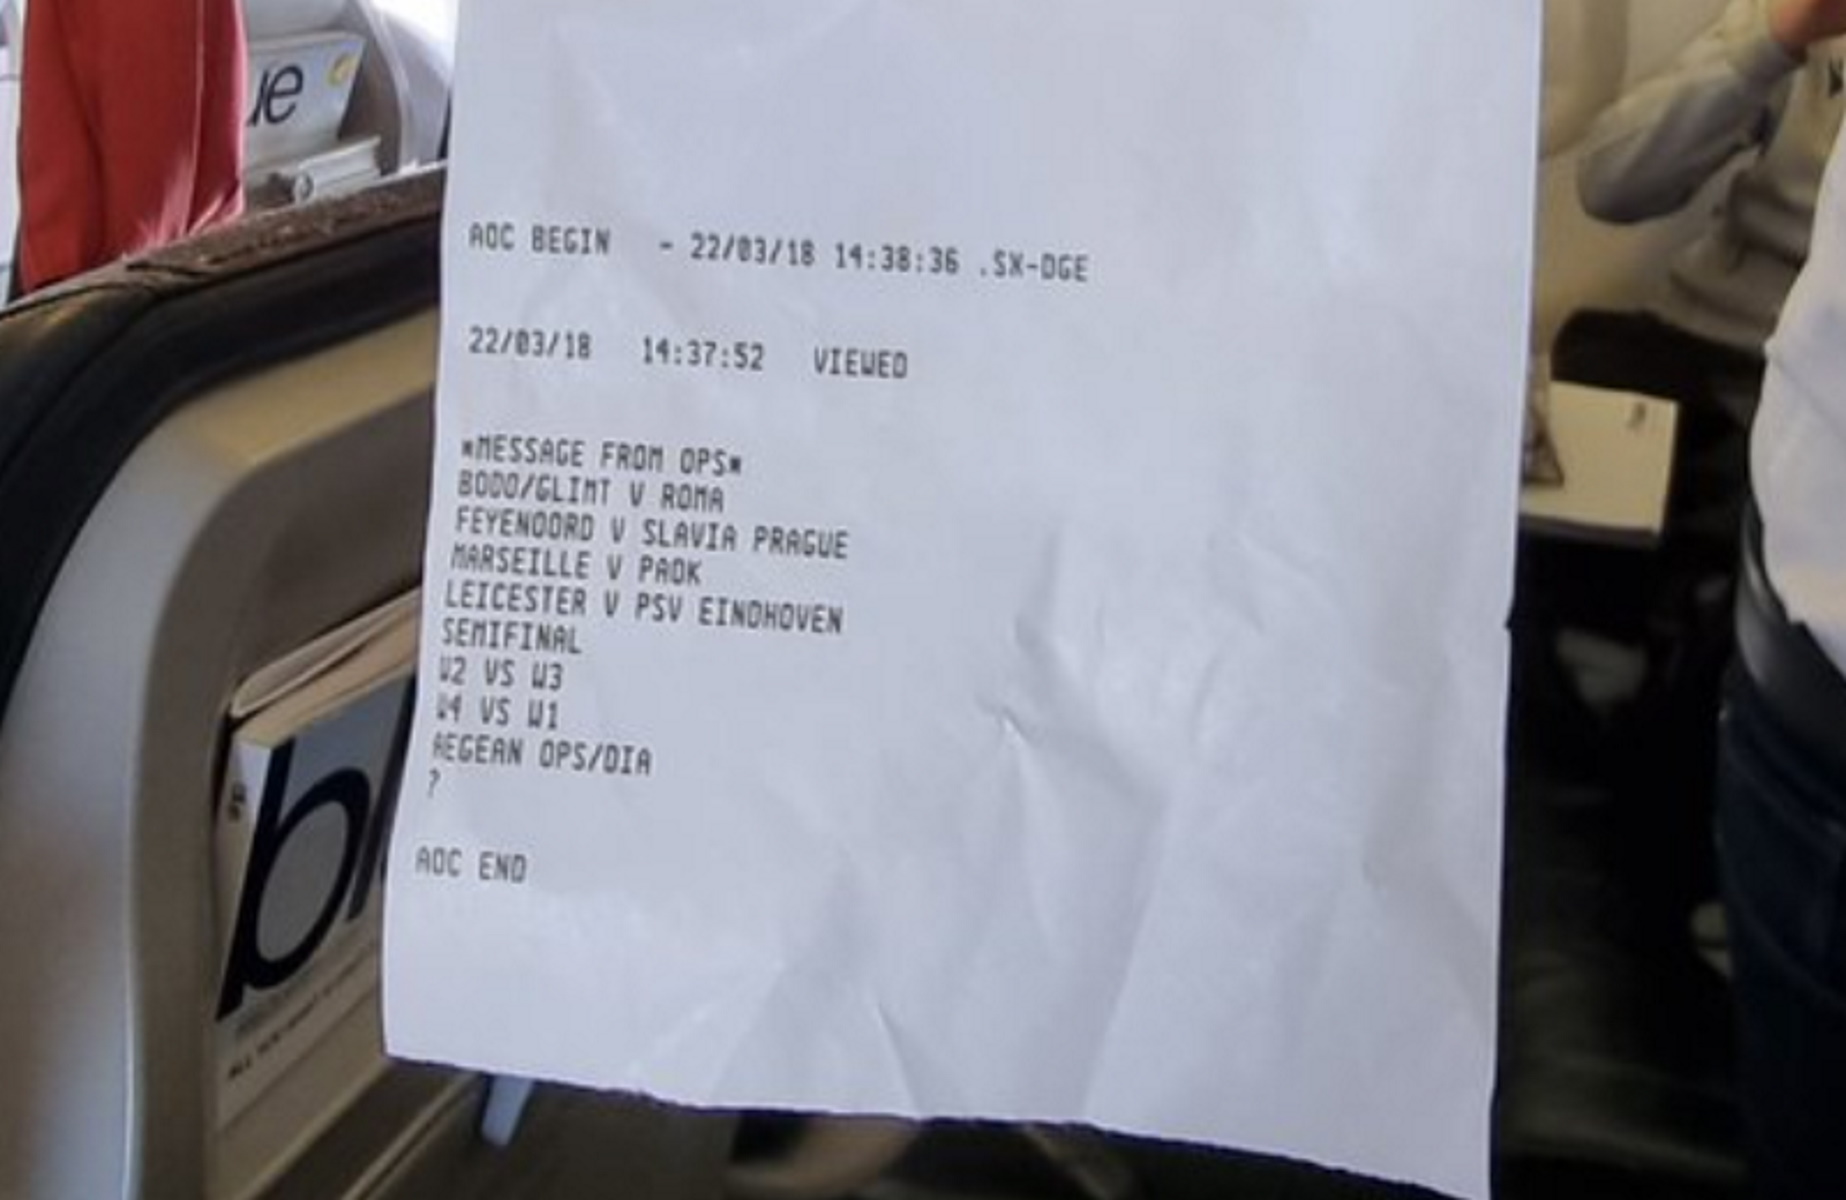 ue
AOC BEGIN - 22/03/18 14:38:36 .SX-DGE
22/03/18 14:37:52 VIEWED
*MESSAGE FROM OPS*
BODO/GLIMT V ROMA
FEYENOORD V SLAVIA PRAGUE
MARSEILLE V PAOK
LEICESTER V PSV EINDHOVEN
SEMIFINAL
W2 VS W3
W4 VS W1
AEGEAN OPS/DIA
?
AOC END